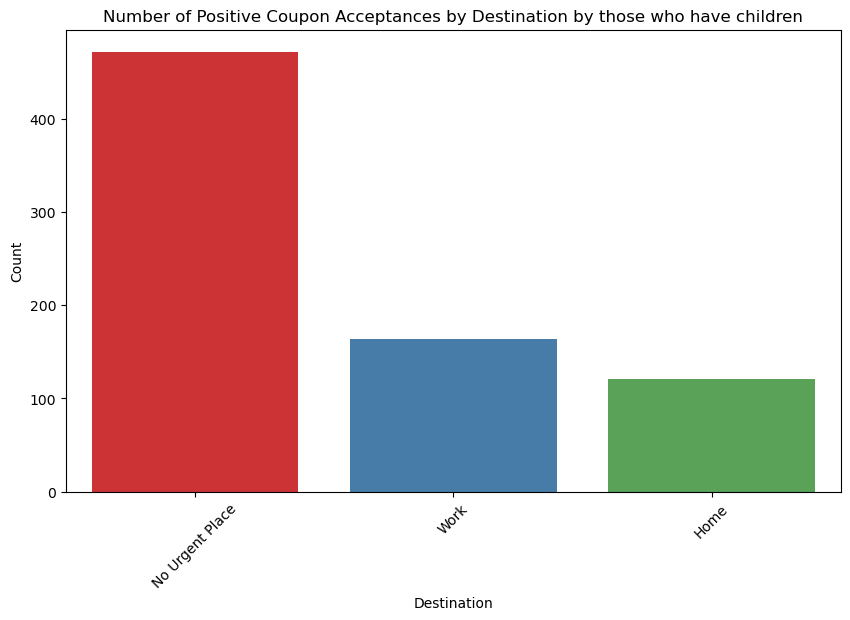 Number of Positive Coupon Acceptances by Destination by those who have children
Count
400
300
200
100
0
No Urgent Place
Work
Home
Destination